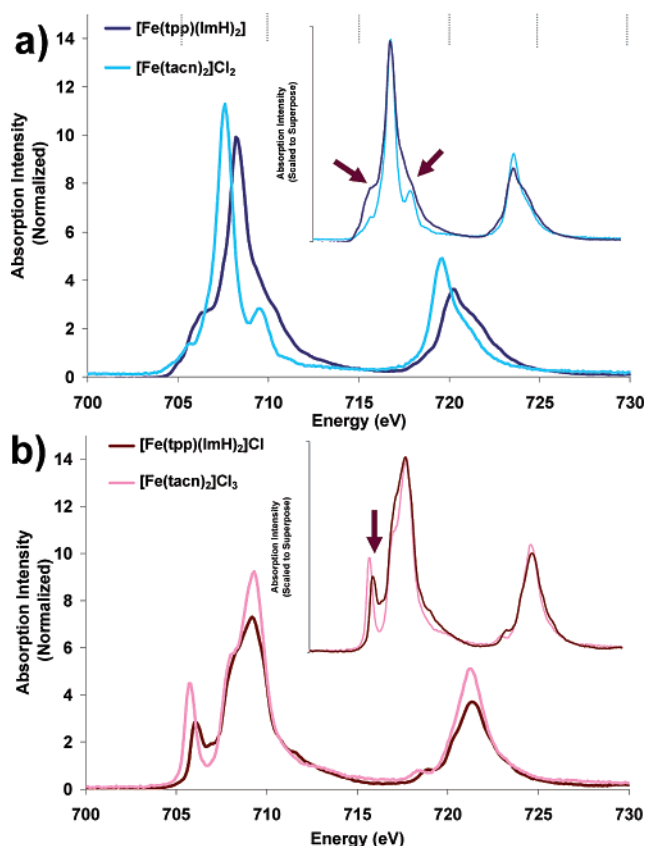 a)
[Fe(tpp)(ImH)2]
[Fe(tacn)2]Cl2
Absorption Intensity
(Normalized)
14
12
10
8
6
4
2
0
Absorption Intensity
(Scaled to Superpose)
700
705
710
715
720
725
730
Energy (eV)
b)
[Fe(tpp)(ImH)2]Cl
[Fe(tacn)2]Cl3
Absorption Intensity
(Normalized)
14
12
10
8
6
4
2
0
Absorption Intensity
(Scaled to Superpose)
700
705
710
715
720
725
730
Energy (eV)